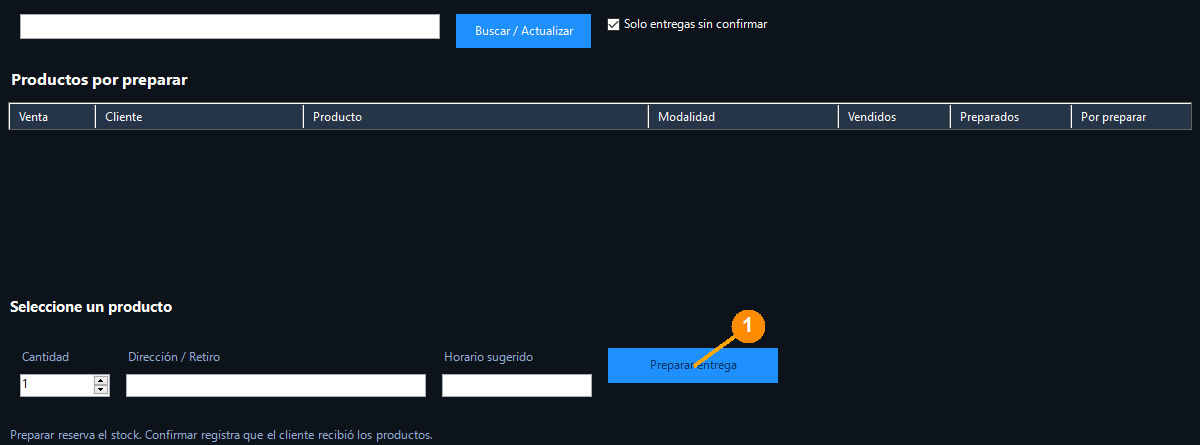 Buscar / Actualizar
Solo entregas sin confirmar
Productos por preparar
Venta Cliente Producto Modalidad Vendidos Preparados Por preparar
Seleccione un producto
1
Cantidad Dirección / Retiro Horario sugerido
Preparar entrega
1
Preparar reserva el stock. Confirmar registra que el cliente recibió los productos.